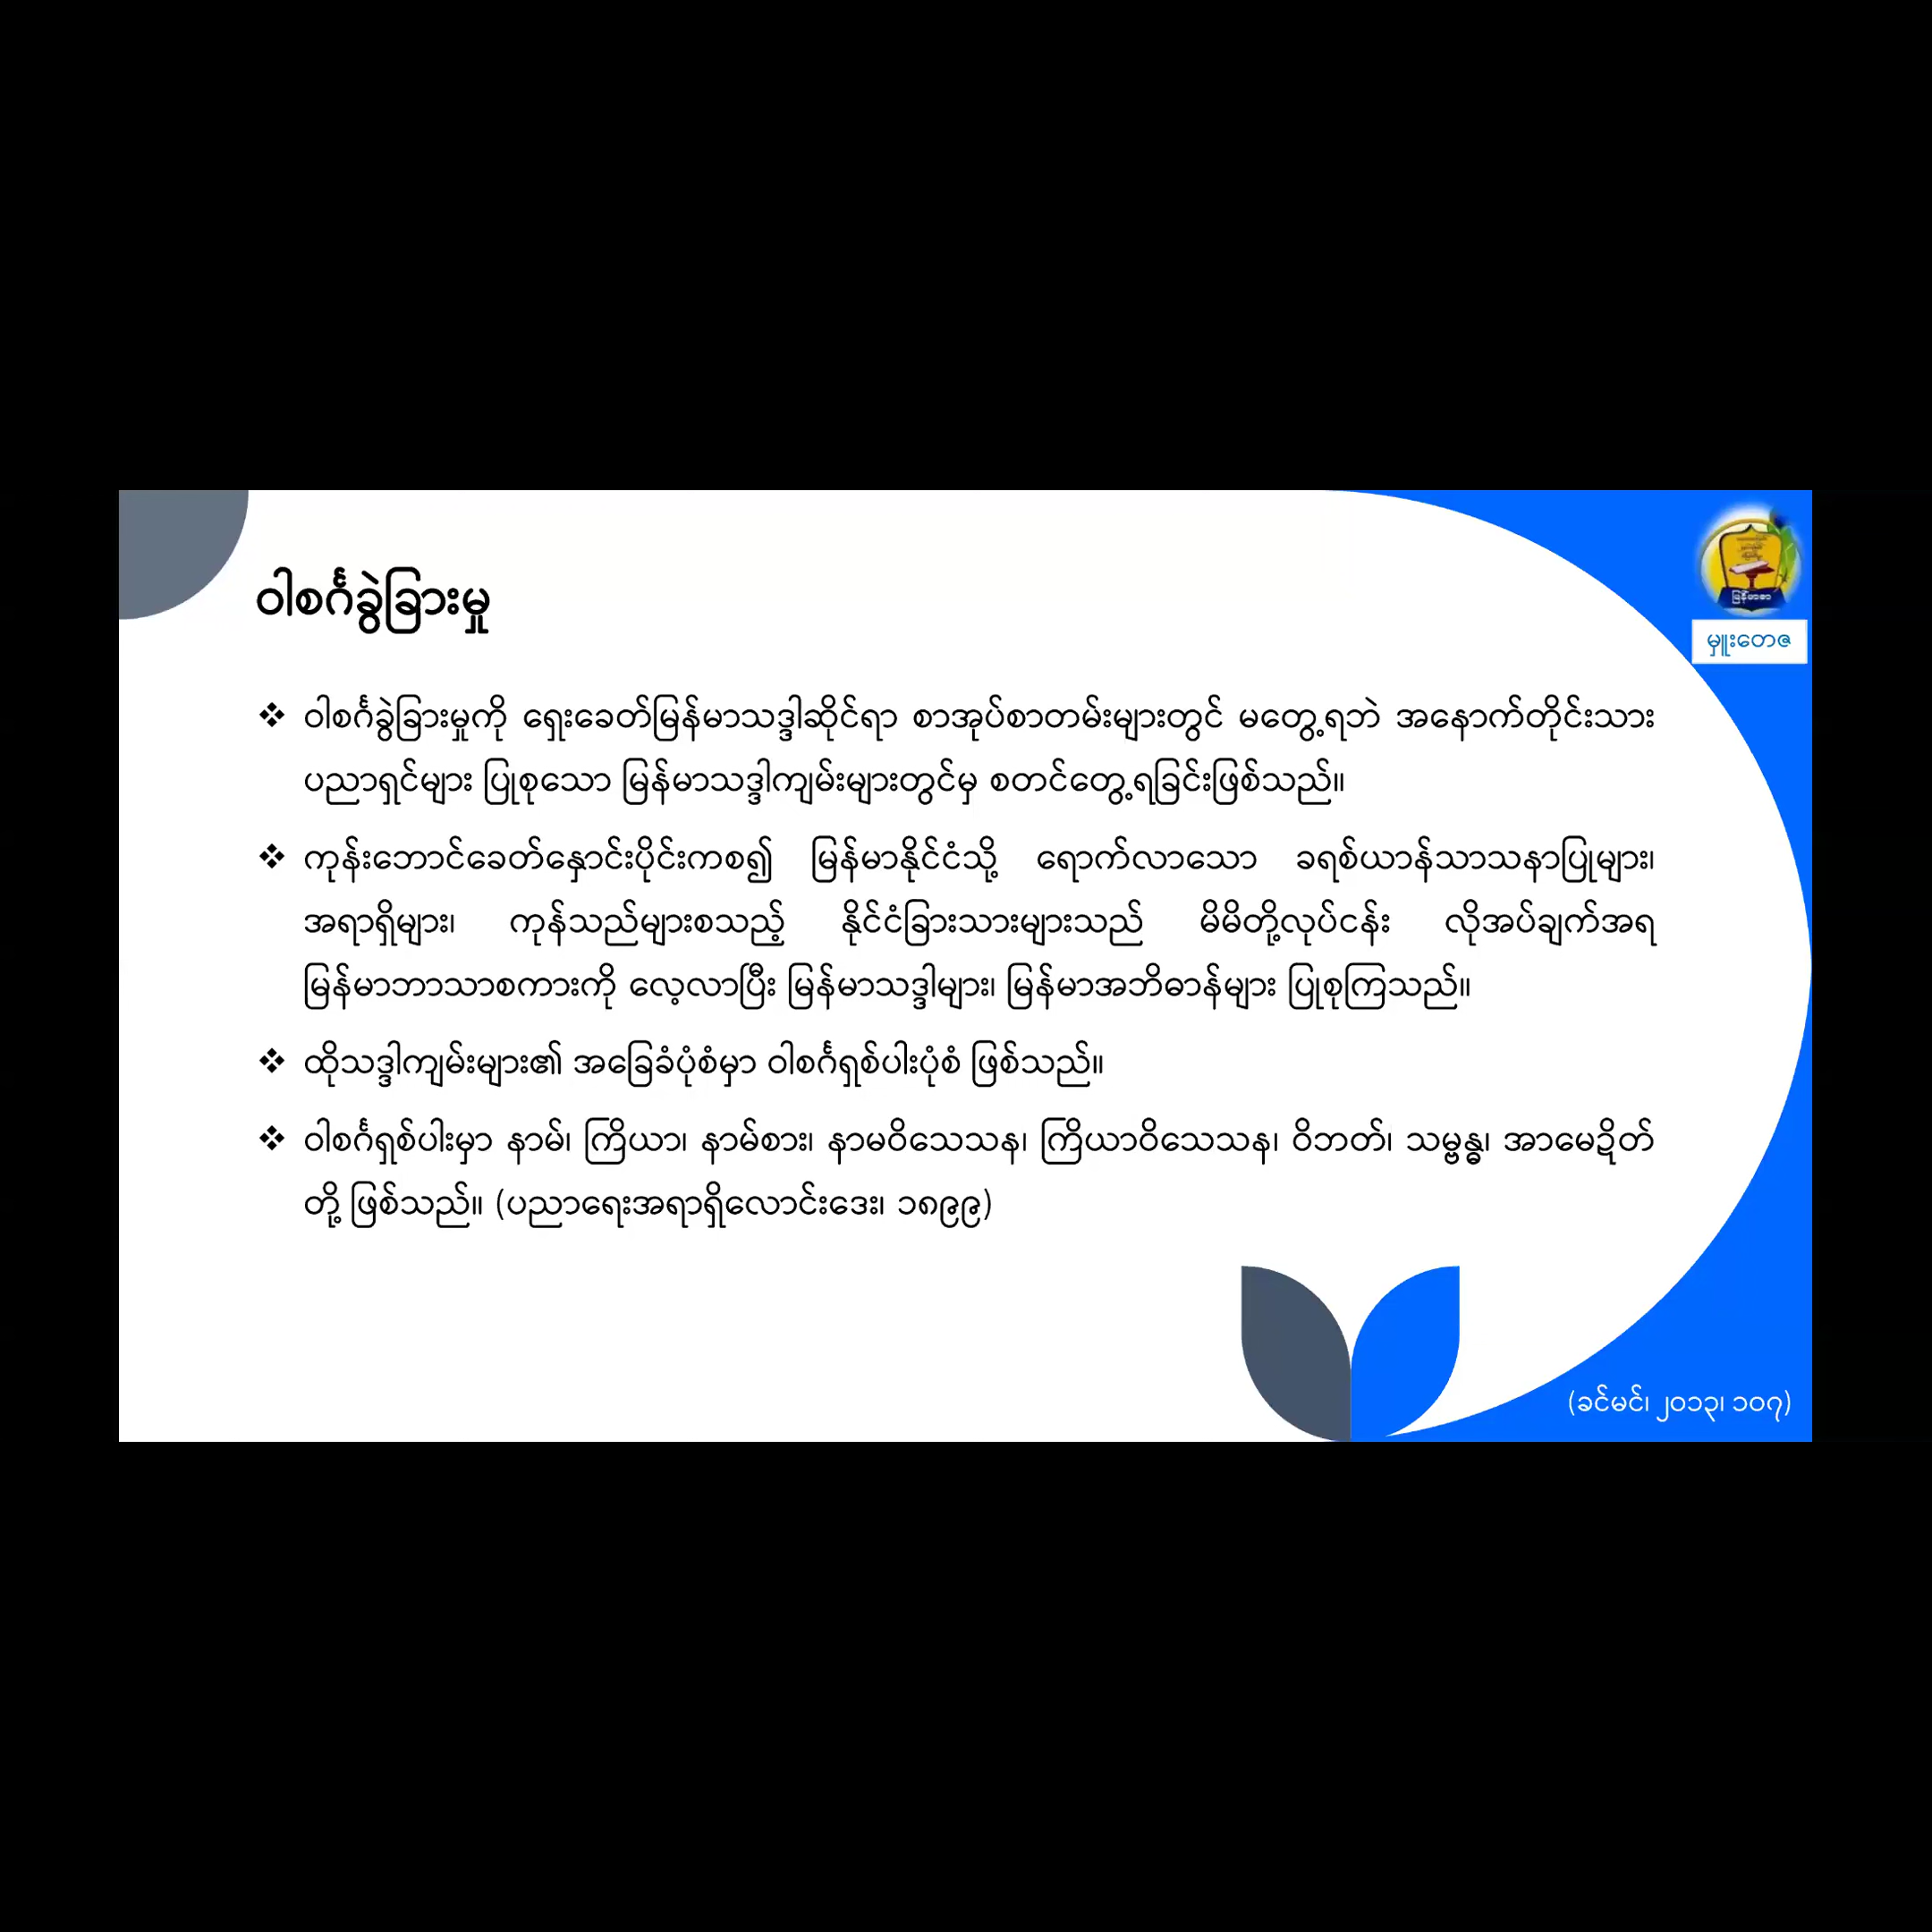 ဝါစင်္ဂခွဲခြားမှု
❖ ဝါစင်္ဂခွဲခြားမှုကို ရှေးခေတ်မြန်မာသဒ္ဒါဆိုင်ရာ စာအုပ်စာတမ်းများတွင် မတွေ့ရဘဲ အနောက်တိုင်းသား
ပညာရှင်များ ပြုစုသော မြန်မာသဒ္ဒါကျမ်းများတွင်မှ စတင်တွေ့ရခြင်းဖြစ်သည်။
❖ ကုန်းဘောင်ခေတ်နှောင်းပိုင်းကစ၍ မြန်မာနိုင်ငံသို့ ရောက်လာသော ခရစ်ယာန်သာသနာပြုများ၊
အရာရှိများ၊ ကုန်သည်များစသည့် နိုင်ငံခြားသားများသည် မိမိတို့လုပ်ငန်း လိုအပ်ချက်အရ
မြန်မာဘာသာစကားကို လေ့လာပြီး မြန်မာသဒ္ဒါများ၊ မြန်မာအဘိဓာန်များ ပြုစုကြသည်။
❖ ထိုသဒ္ဒါကျမ်းများ၏ အခြေခံပုံစံမှာ ဝါစင်္ဂရှစ်ပါးပုံစံ ဖြစ်သည်။
❖ ဝါစင်္ဂရှစ်ပါးမှာ နာမ်၊ ကြိယာ၊ နာမ်စား၊ နာမဝိသေသန၊ ကြိယာဝိသေသန၊ ဝိဘတ်၊ သမ္ဗန္ဓ၊ အာမေဍိတ်
တို့ ဖြစ်သည်။ (ပညာရေးအရာရှိလောင်းဒေး၊ ၁၈၉၉)
မြန်မာစာ
မှူးတေဇ
(ခင်မင်၊ ၂၀၁၃၊ ၁၀၇)